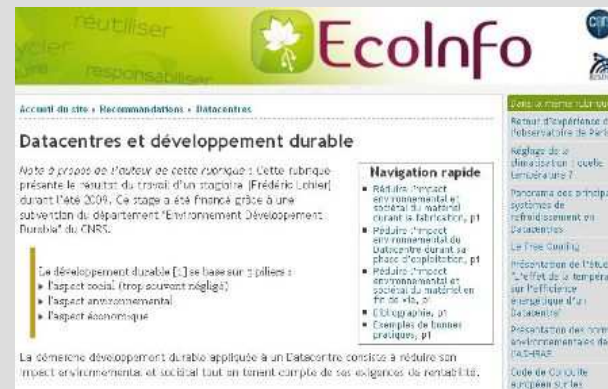 réutiliser
responsabiliser
EcoInfo
Accueil du site > Recommandations > Datacentres
Datacentres et développement durable
Note à propos de l'auteur de cette rubrique : Cette rubrique
présente le résultat du travail d'un stagiaire (Frédéric Lohier)
durant l'été 2009. Ce stage a été financé grâce à une
subvention du département "Environnement Développement
Durable" du CNRS.
Le développement durable [1] se base sur 3 piliers :
l'aspect social (trop souvent négligé)
l'aspect environnemental
l'aspect économique
La démarche développement durable appliquée à un Datacentre consiste à réduire son
impact environnemental et sociétal tout en tenant compte de ses exigences de rentabilité.
Navigation rapide
Réduire l'impact
environnemental et
sociétal du matériel
durant la fabrication, p1
Réduire l'impact
environnemental du
Datacentre durant sa
phase d'exploitation, p1
Réduire l'impact
environnemental et
sociétal du matériel en
fin de vie, p1
Bibliographie, p1
Exemples de bonnes
pratiques, p1
Dans la même rubrique
Retour d'expérience de
l'observatoire de Paris
Réglage de la
climatisation : quelle
température ?
Panorama des principaux
systèmes de
refroidissement en
Datacentres
Le Free Cooling
Présentation de l'étude
"L'effet de la température
sur l'efficience
énergétique d'un
Datacentre"
Présentation des normes
environnementales de
l'ASHRAE
Code de Conduite
européen sur les